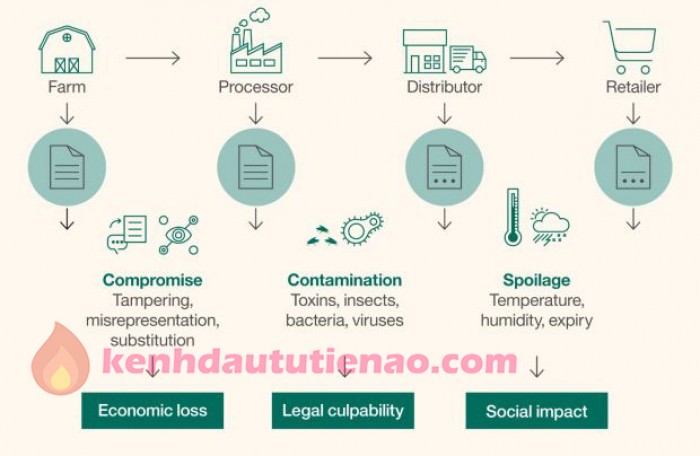 Farm
Processor
Distributor
Retailer
Compromise
Tampering,
misrepresentation,
substitution
Contamination
Toxins, insects,
bacteria, viruses
Spoilage
Temperature,
humidity, expiry
kenhdaututienao.com
Economic loss
Legal culpability
Social impact